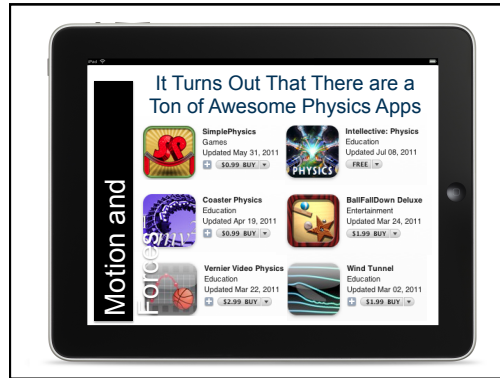 iPad
It Turns Out That There are a
Ton of Awesome Physics Apps
Motion and
Forces
SimplePhysics
Games
Updated May 31, 2011
$0.99 BUY
Intellective: Physics
Education
Updated Jul 08, 2011
FREE
PHYSICS
Coaster Physics
Education
Updated Apr 19, 2011
$0.99 BUY
mv
BallFallDown Deluxe
Entertainment
Updated Mar 24, 2011
$1.99 BUY
Vernier Video Physics
Education
Updated Mar 22, 2011
$2.99 BUY
Wind Tunnel
Education
Updated Mar 02, 2011
$1.99 BUY